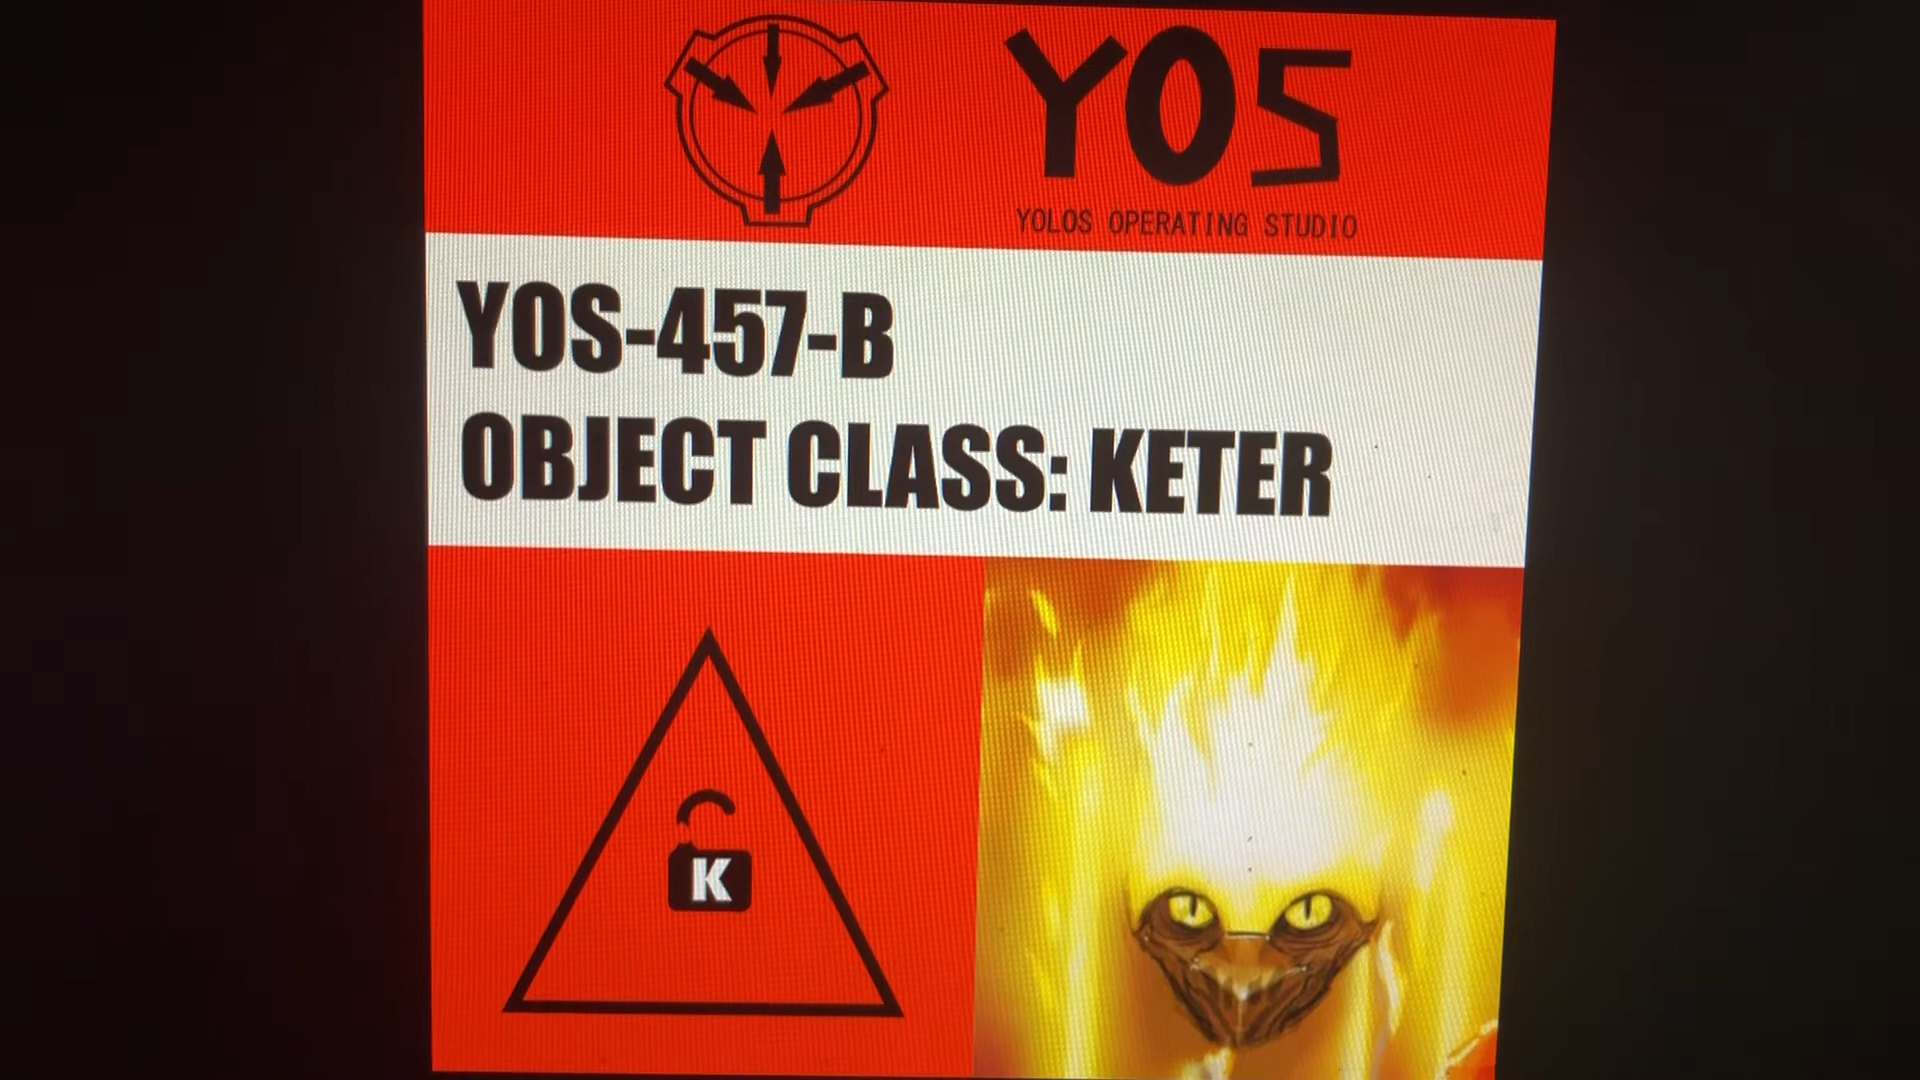 YOS
YOLOS OPERATING STUDIO
YOS-457-B
OBJECT CLASS: KETER
K